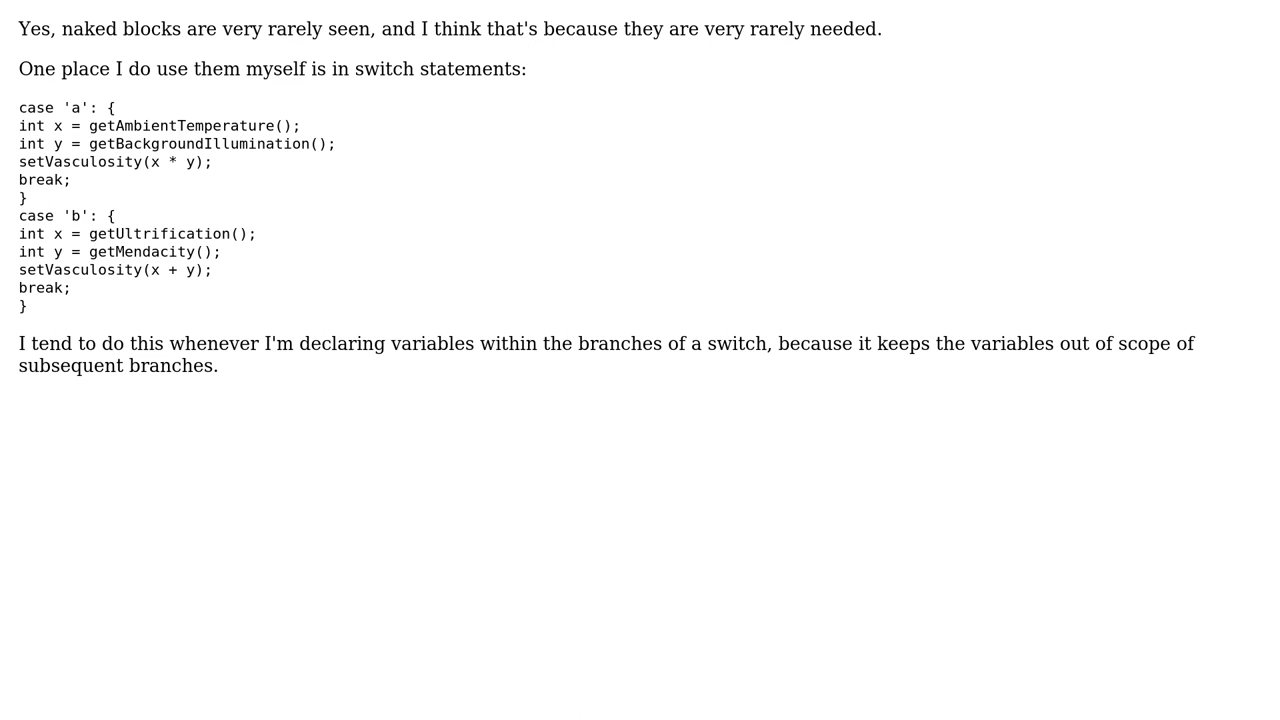 Yes, naked blocks are very rarely seen, and I think that's because they are very rarely needed.
One place I do use them myself is in switch statements:
case 'a': {
int x = getAmbientTemperature();
int y = getBackgroundIllumination();
setVasculosity(x * y);
break;
}
case 'b': {
int x = getUltrification();
int y = getMendacity();
setVasculosity(x + y);
break;
}
I tend to do this whenever I'm declaring variables within the branches of a switch, because it keeps the variables out of scope of
subsequent branches.